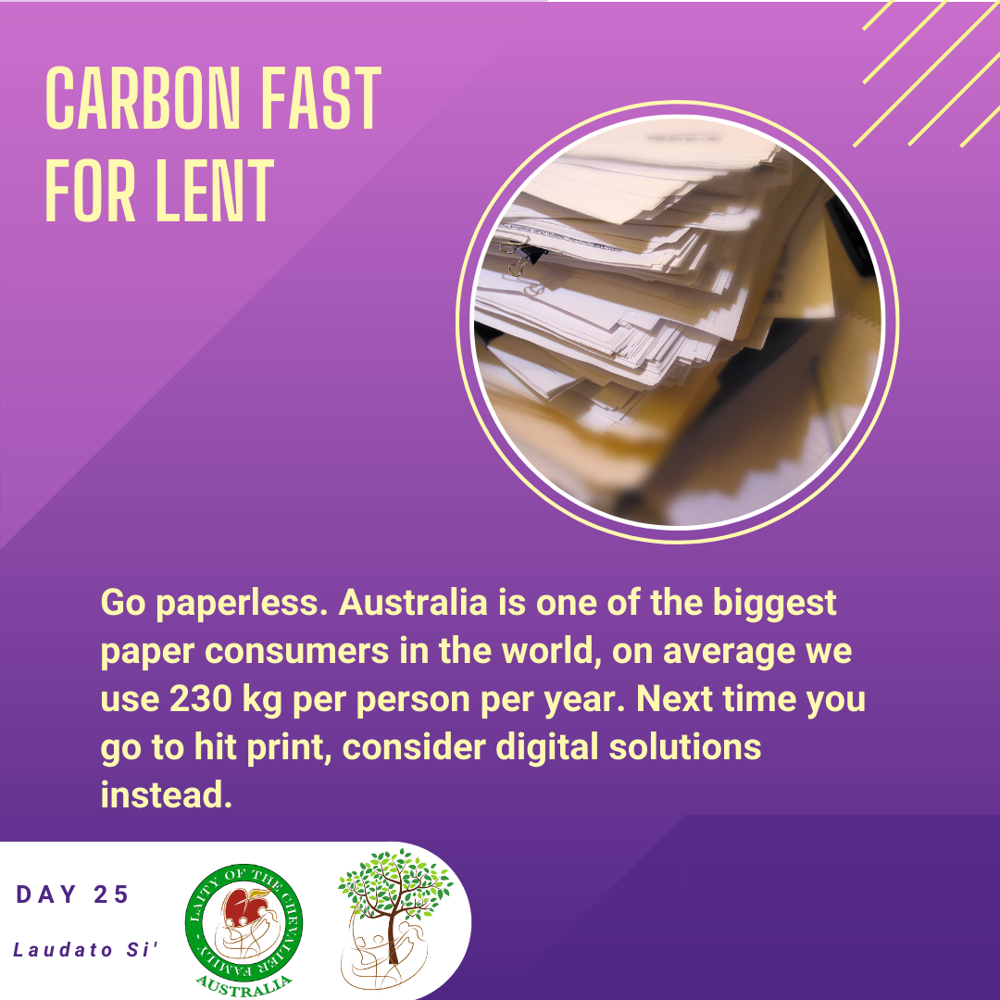 CARBON FAST
FOR LENT
Go paperless. Australia is one of the biggest
paper consumers in the world, on average we
use 230 kg per person per year. Next time you
go to hit print, consider digital solutions
instead.
DAY 25
Laudato Si'
LAITY OF THE CHEVALIER FAMILY -
AUSTRALIA